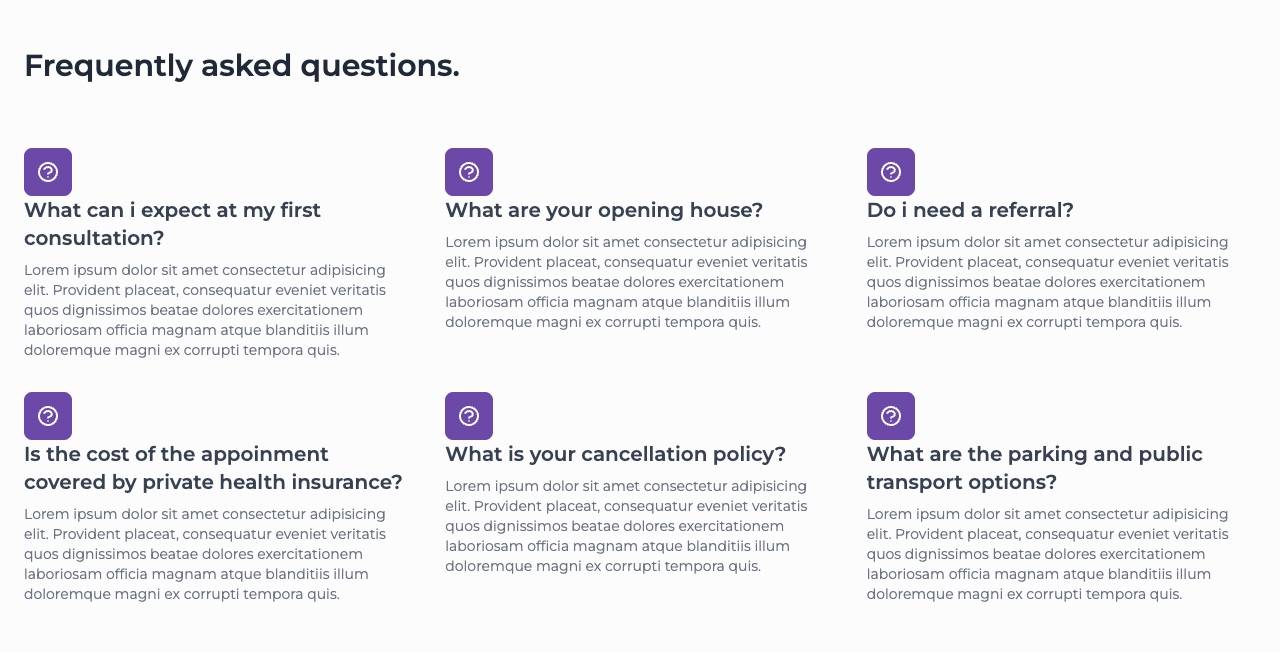 Frequently asked questions.
What can i expect at my first
consultation?
Lorem ipsum dolor sit amet consectetur adipisicing
elit. Provident placeat, consequatur eveniet veritatis
quos dignissimos beatae dolores exercitationem
laboriosam officia magnam atque blanditiis illum
doloremque magni ex corrupti tempora quis.
What are your opening house?
Lorem ipsum dolor sit amet consectetur adipisicing
elit. Provident placeat, consequatur eveniet veritatis
quos dignissimos beatae dolores exercitationem
laboriosam officia magnam atque blanditiis illum
doloremque magni ex corrupti tempora quis.
Do i need a referral?
Lorem ipsum dolor sit amet consectetur adipisicing
elit. Provident placeat, consequatur eveniet veritatis
quos dignissimos beatae dolores exercitationem
laboriosam officia magnam atque blanditiis illum
doloremque magni ex corrupti tempora quis.
Is the cost of the appoinment
covered by private health insurance?
Lorem ipsum dolor sit amet consectetur adipisicing
elit. Provident placeat, consequatur eveniet veritatis
quos dignissimos beatae dolores exercitationem
laboriosam officia magnam atque blanditiis illum
doloremque magni ex corrupti tempora quis.
What is your cancellation policy?
Lorem ipsum dolor sit amet consectetur adipisicing
elit. Provident placeat, consequatur eveniet veritatis
quos dignissimos beatae dolores exercitationem
laboriosam officia magnam atque blanditiis illum
doloremque magni ex corrupti tempora quis.
What are the parking and public
transport options?
Lorem ipsum dolor sit amet consectetur adipisicing
elit. Provident placeat, consequatur eveniet veritatis
quos dignissimos beatae dolores exercitationem
laboriosam officia magnam atque blanditiis illum
doloremque magni ex corrupti tempora quis.